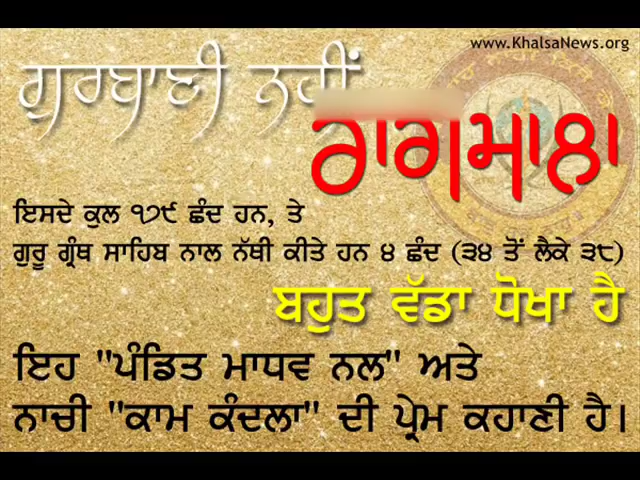 www.KhalsaNews.org
ਗੁਰਬਾਣੀ ਨਹੀਂ
ਰਾਗਮਾਲਾ
ਇਸਦੇ ਕੁਲ ੧੭੯ ਛੰਦ ਹਨ, ਤੇ
ਗੁਰੂ ਗ੍ਰੰਥ ਸਾਹਿਬ ਨਾਲ ਨੱਥੀ ਕੀਤੇ ਹਨ ੪ ਛੰਦ (੩੪ ਤੋਂ ਲੈਕੇ ੩੮)
ਬਹੁਤ ਵੱਡਾ ਧੋਖਾ ਹੈ
ਇਹ "ਪੰਡਿਤ ਮਾਧਵ ਨਲ" ਅਤੇ
ਨਾਚੀ "ਕਾਮ ਕੰਦਲਾ" ਦੀ ਪ੍ਰੇਮ ਕਹਾਣੀ ਹੈ।